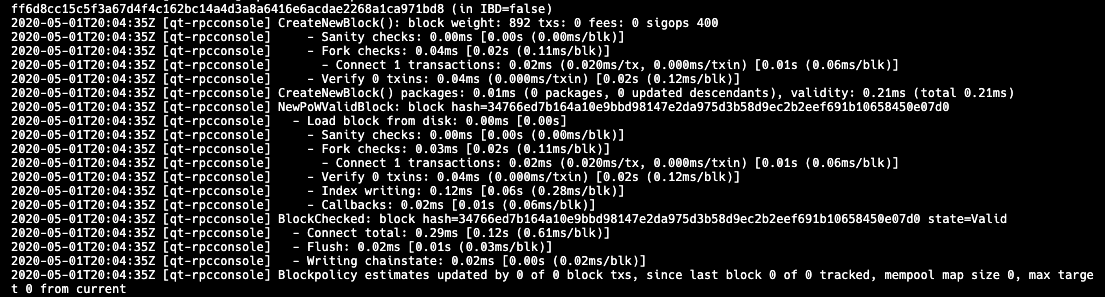 ff6d8cc15c5f3a67d4f4c162bc14a4d3a8a6416e6acdae2268a1ca971bd8 (in IBD=false)
2020-05-01T20:04:35Z [qt-rpcconsole] CreateNewBlock(): block weight: 892 txs: 0 fees: 0 sigops 400
2020-05-01T20:04:35Z [qt-rpcconsole]     - Sanity checks: 0.00ms [0.00s (0.00ms/blk)]
2020-05-01T20:04:35Z [qt-rpcconsole]     - Fork checks: 0.04ms [0.02s (0.11ms/blk)]
2020-05-01T20:04:35Z [qt-rpcconsole]       - Connect 1 transactions: 0.02ms (0.020ms/tx, 0.000ms/txin) [0.01s (0.06ms/blk)]
2020-05-01T20:04:35Z [qt-rpcconsole]     - Verify 0 txins: 0.04ms (0.000ms/txin) [0.02s (0.12ms/blk)]
2020-05-01T20:04:35Z [qt-rpcconsole] CreateNewBlock() packages: 0.01ms (0 packages, 0 updated descendants), validity: 0.21ms (total 0.21ms)
2020-05-01T20:04:35Z [qt-rpcconsole] NewPoWValidBlock: block hash=34766ed7b164a10e9bbd98147e2da975d3b58d9ec2b2eef691b10658450e07d0
2020-05-01T20:04:35Z [qt-rpcconsole]   - Load block from disk: 0.00ms [0.00s]
2020-05-01T20:04:35Z [qt-rpcconsole]     - Sanity checks: 0.00ms [0.00s (0.00ms/blk)]
2020-05-01T20:04:35Z [qt-rpcconsole]     - Fork checks: 0.03ms [0.02s (0.11ms/blk)]
2020-05-01T20:04:35Z [qt-rpcconsole]       - Connect 1 transactions: 0.02ms (0.020ms/tx, 0.000ms/txin) [0.01s (0.06ms/blk)]
2020-05-01T20:04:35Z [qt-rpcconsole]     - Verify 0 txins: 0.04ms (0.000ms/txin) [0.02s (0.12ms/blk)]
2020-05-01T20:04:35Z [qt-rpcconsole]     - Index writing: 0.12ms [0.06s (0.28ms/blk)]
2020-05-01T20:04:35Z [qt-rpcconsole]     - Callbacks: 0.02ms [0.01s (0.06ms/blk)]
2020-05-01T20:04:35Z [qt-rpcconsole] BlockChecked: block hash=34766ed7b164a10e9bbd98147e2da975d3b58d9ec2b2eef691b10658450e07d0 state=Valid
2020-05-01T20:04:35Z [qt-rpcconsole]   - Connect total: 0.29ms [0.12s (0.61ms/blk)]
2020-05-01T20:04:35Z [qt-rpcconsole]   - Flush: 0.02ms [0.01s (0.03ms/blk)]
2020-05-01T20:04:35Z [qt-rpcconsole]   - Writing chainstate: 0.02ms [0.00s (0.02ms/blk)]
2020-05-01T20:04:35Z [qt-rpcconsole] Blockpolicy estimates updated by 0 of 0 block txs, since last block 0 of 0 tracked, mempool map size 0, max targe
t 0 from current